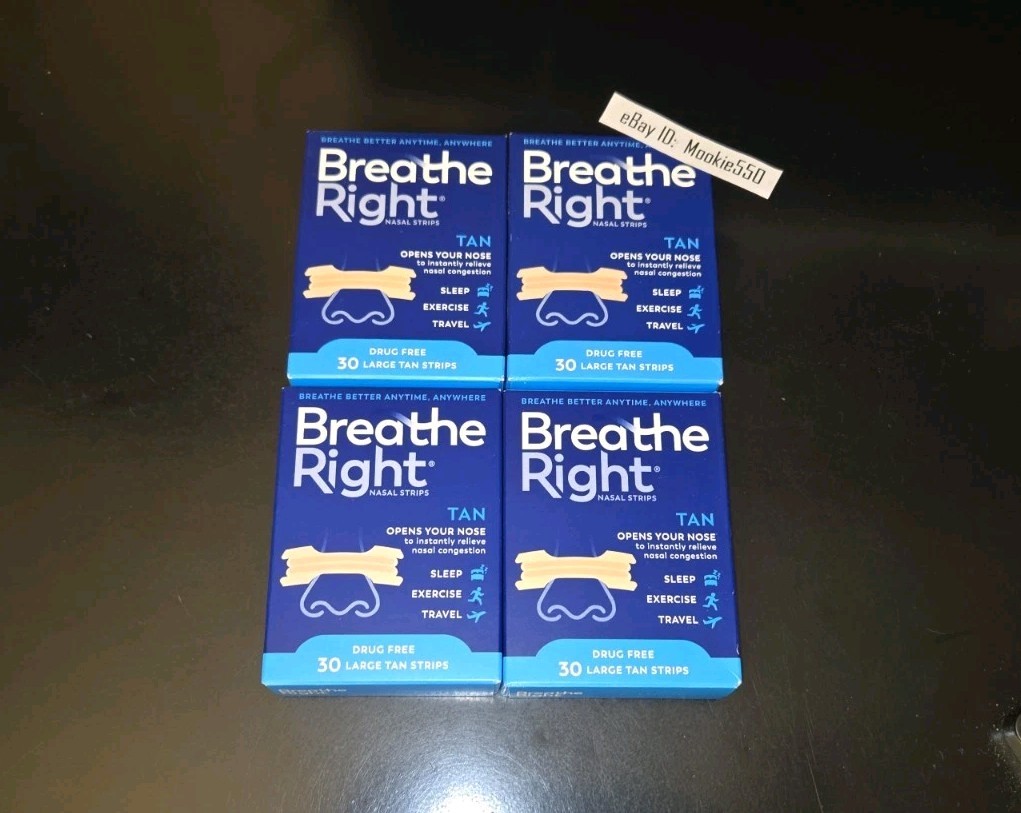 eBay ID: Mookie550
BREATHE BETTER ANYTIME, ANYWHERE
Breathe
Right®
NASAL STRIPS
TAN
OPENS YOUR NOSE
to instantly relieve
nasal congestion
SLEEP
EXERCISE
TRAVEL
DRUG FREE
30 LARGE TAN STRIPS
BREATHE BETTER ANYTIME,
Breathe
Right®
NASAL STRIPS
TAN
OPENS YOUR NOSE
to instantly relieve
nasal congestion
SLEEP
EXERCISE
TRAVEL
DRUG FREE
30 LARGE TAN STRIPS
BREATHE BETTER ANYTIME, ANYWHERE
Breathe
Right®
NASAL STRIPS
TAN
OPENS YOUR NOSE
to instantly relieve
nasal congestion
SLEEP
EXERCISE
TRAVEL
DRUG FREE
30 LARGE TAN STRIPS
Breathe
BREATHE BETTER ANYTIME, ANYWHERE
Breathe
Right®
NASAL STRIPS
TAN
OPENS YOUR NOSE
to instantly relieve
nasal congestion
SLEEP
EXERCISE
TRAVEL
DRUG FREE
30 LARGE TAN STRIPS
Breathe